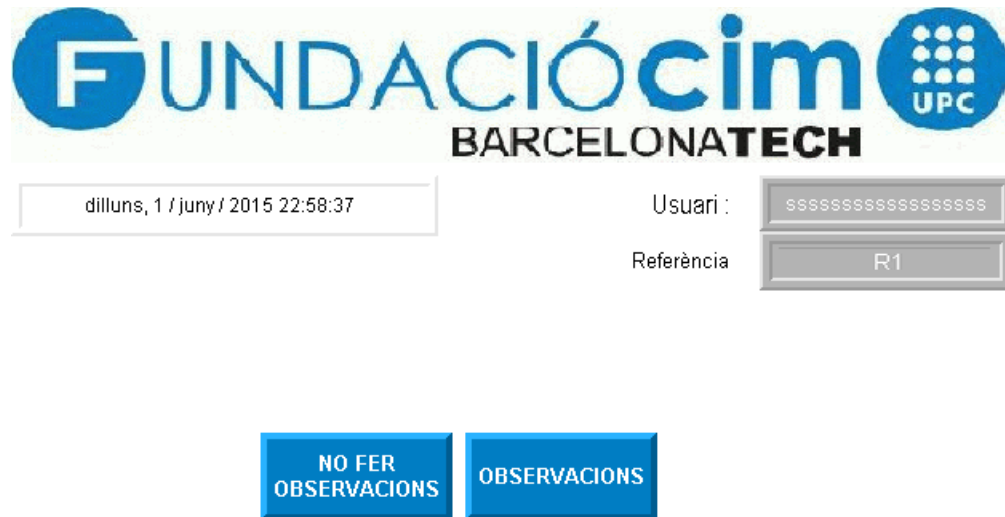 FUNDACIÓcim UPC
BARCELONATECH
dilluns, 1 / juny / 2015 22:58:37
Usuari :
ssssssssssssssssss
Referència
R1
NO FER
OBSERVACIONS
OBSERVACIONS